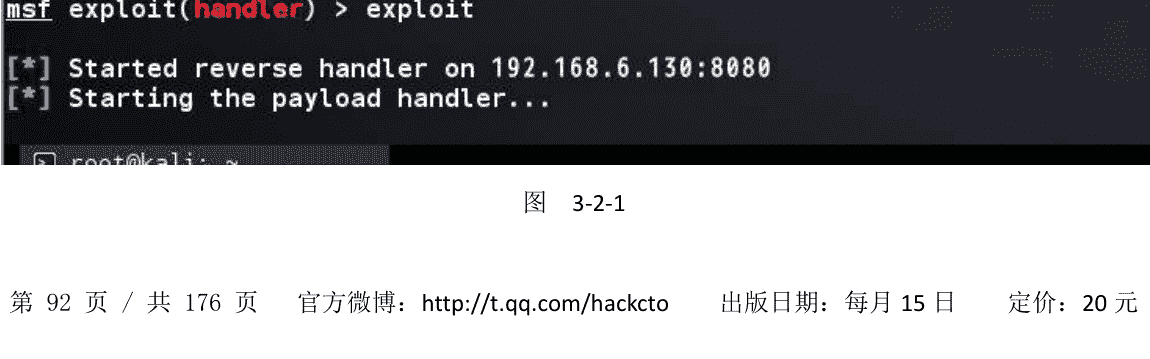 msf exploit(handler) > exploit
[*] Started reverse handler on 192.168.6.130:8080
[*] Starting the payload handler...
root@kali: ~
图 3-2-1
第 92 页 / 共 176 页 官方微博：http://t.qq.com/hackcto 出版日期：每月 15 日 定价：20 元